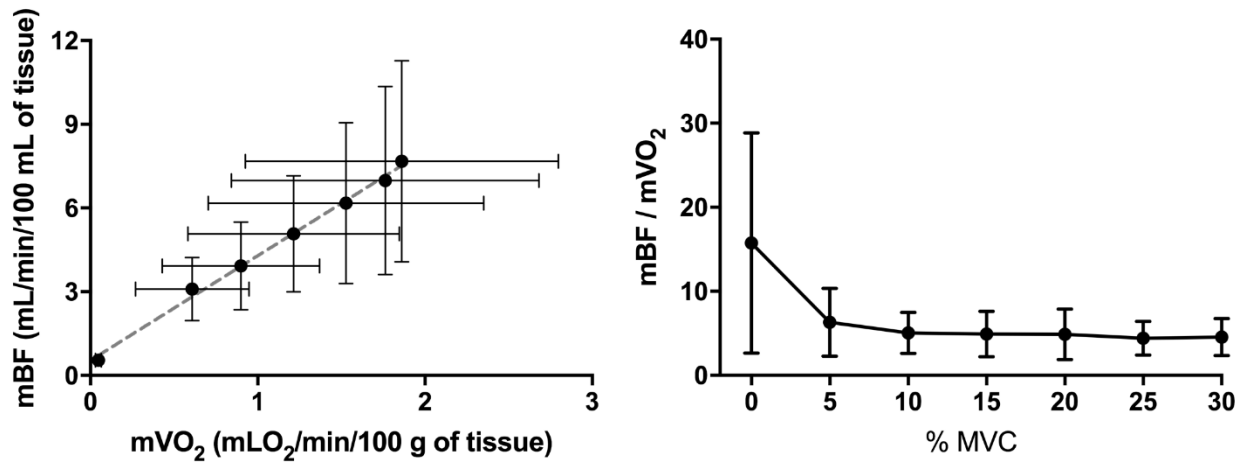 mBF (mL/min/100 mL of tissue)
12
9
6
3
0
0 1 2 3
mVO₂ (mLO₂/min/100 g of tissue)
mBF / mVO₂
40
30
20
10
0
0 5 10 15 20 25 30
% MVC